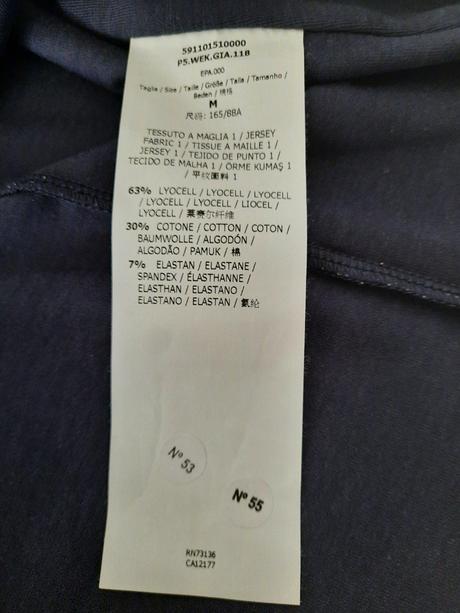 591101510000
P5.WEK.GIA.11B
EPA.000
Taglia / Size / Taille / Größe / Talla / Tamanho /
Beden / 规格
M
尺码: 165/88A
TESSUTO A MAGLIA 1 / JERSEY
FABRIC 1 / TISSUE A MAILLE 1 /
JERSEY 1 / TEJIDO DE PUNTO 1 /
TECIDO DE MALHA 1 / ÖRME KUMAŞ 1
/ 平纹面料 1
63% LYOCELL / LYOCELL / LYOCELL
/ LYOCELL / LYOCELL / LIOCEL /
LYOCELL / 莱赛尔纤维
30% COTONE / COTTON / COTON /
BAUMWOLLE / ALGODÓN /
ALGODÃO / PAMUK / 棉
7% ELASTAN / ELASTANE /
SPANDEX / ÉLASTHANNE /
ELASTHAN / ELASTANO /
ELASTANO / ELASTAN / 氨纶
Nº 53
Nº 55
RN73136
CA12177